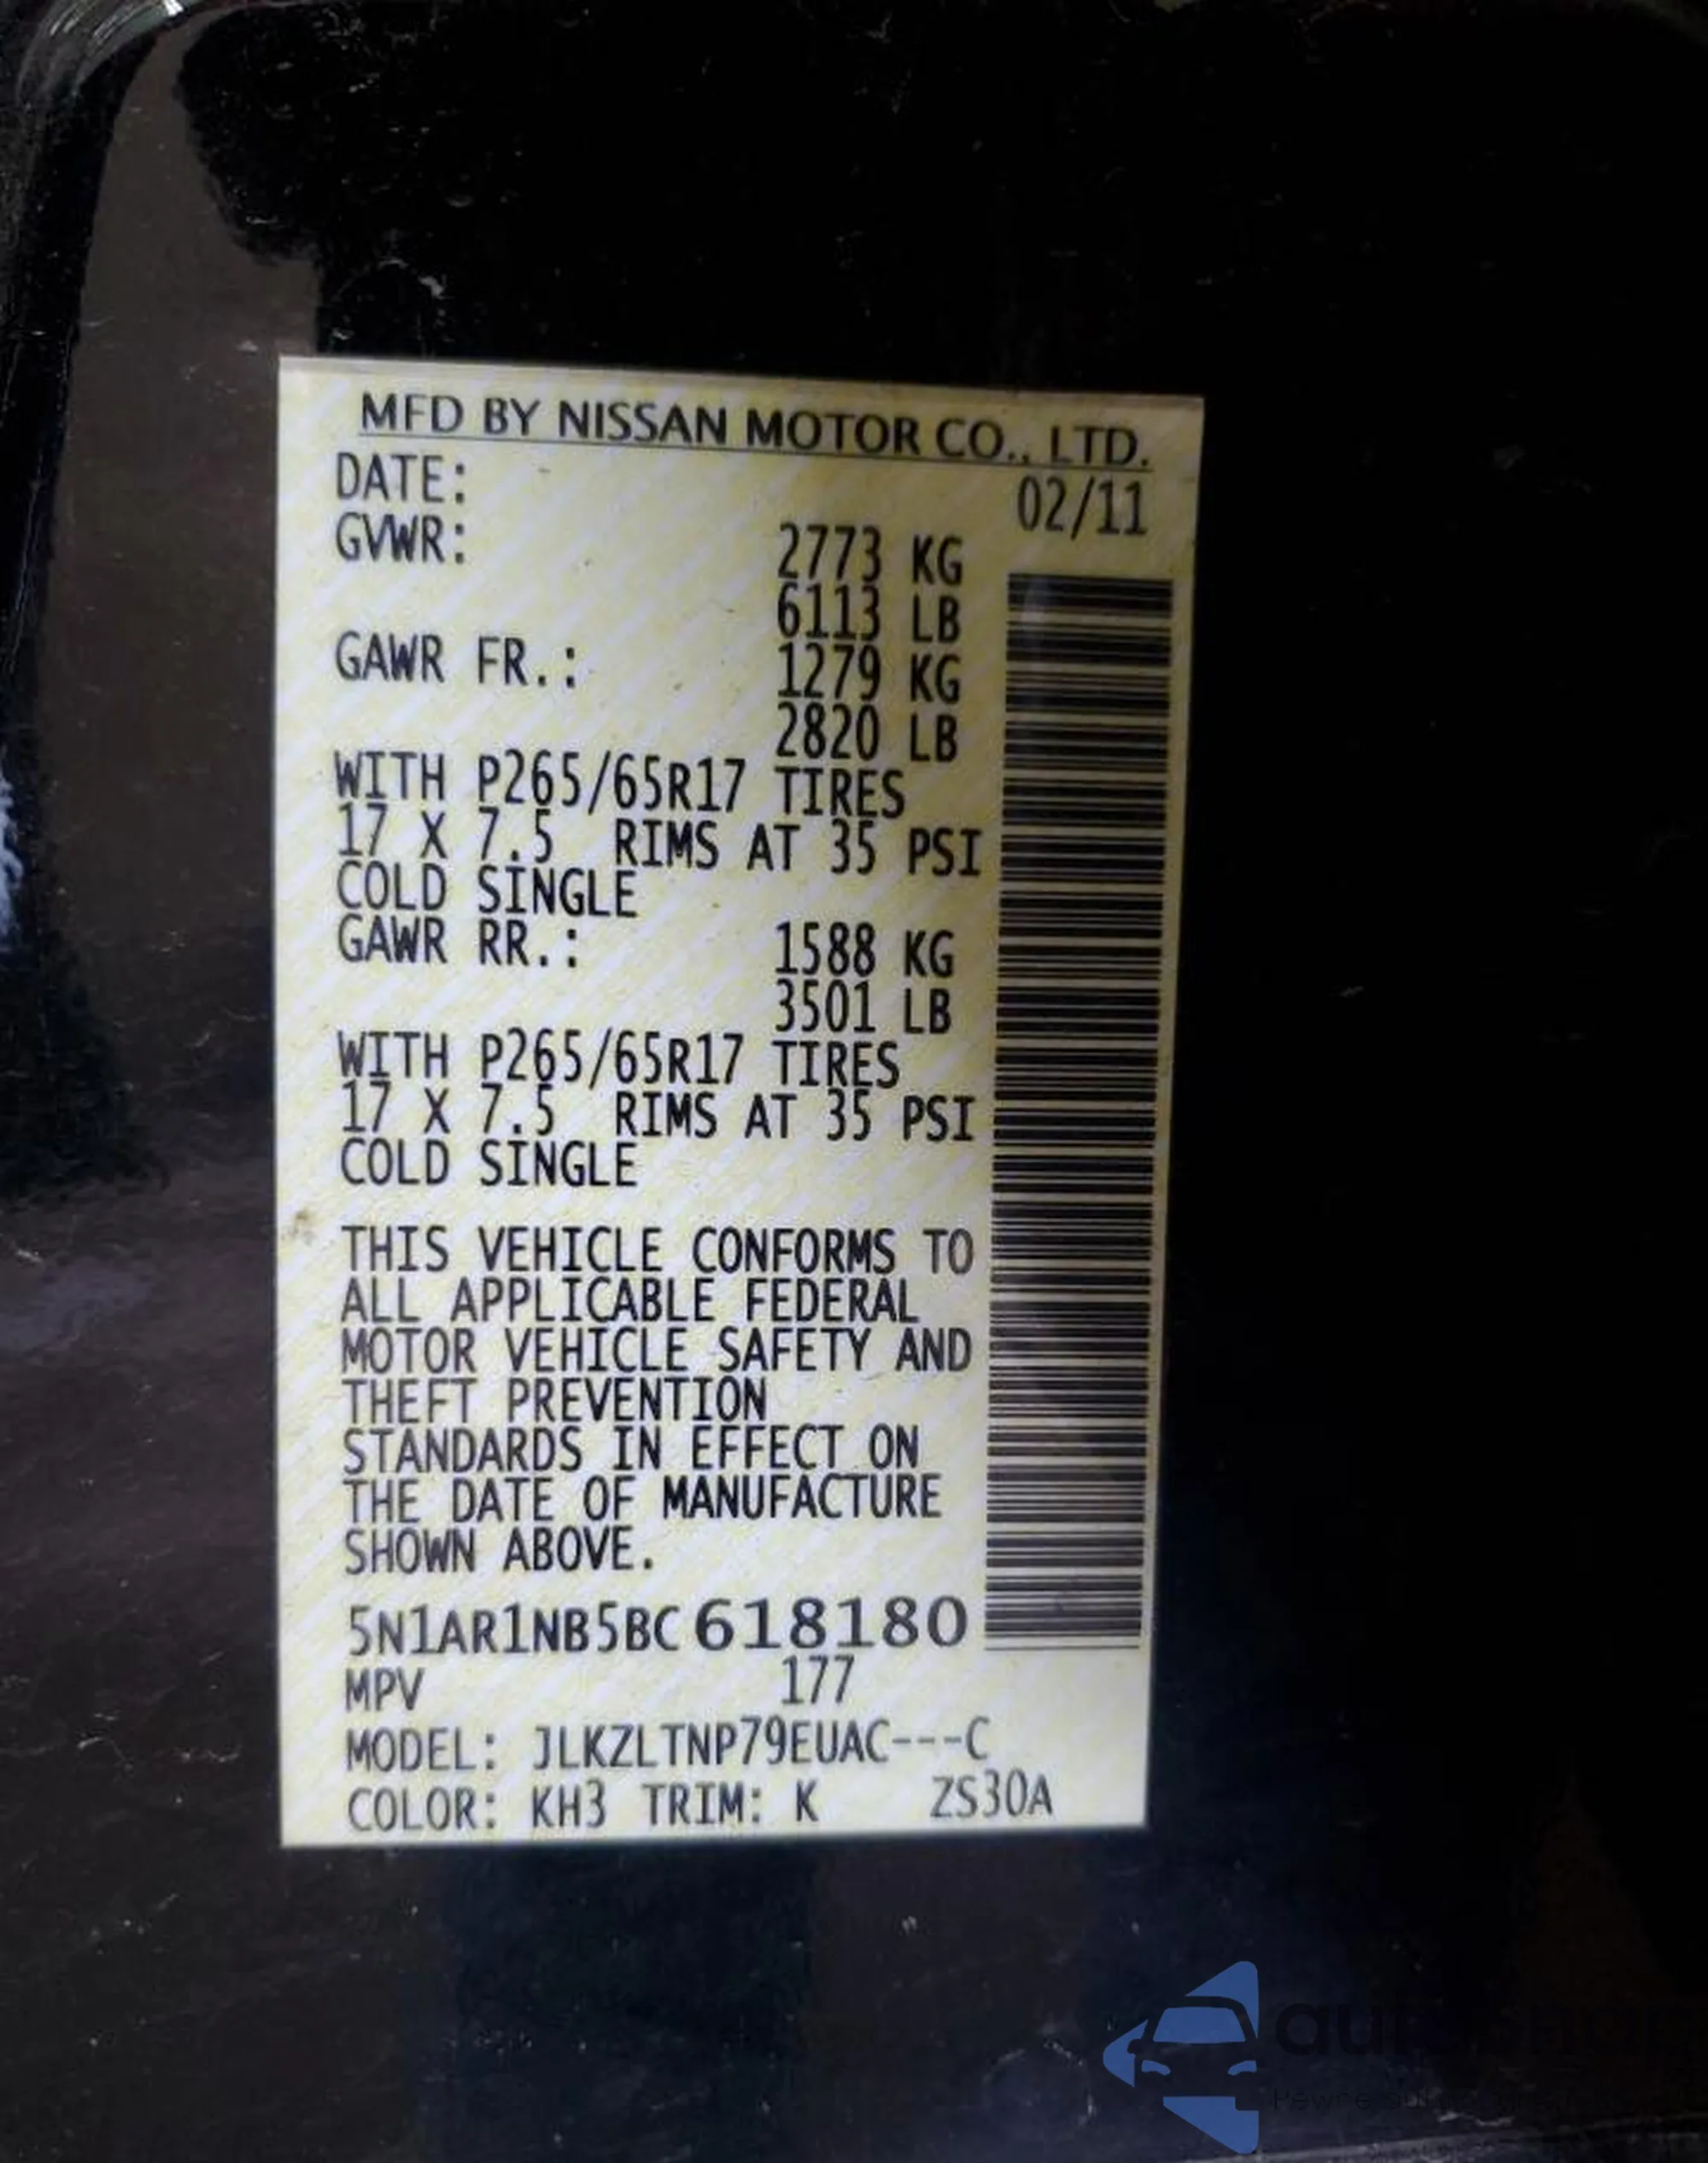 MFD BY NISSAN MOTOR CO., LTD.
DATE: 02/11
GVWR: 2773 KG
6113 LB
GAWR FR.: 1279 KG
2820 LB
WITH P265/65R17 TIRES
17 X 7.5 RIMS AT 35 PSI
COLD SINGLE
GAWR RR.: 1588 KG
3501 LB
WITH P265/65R17 TIRES
17 X 7.5 RIMS AT 35 PSI
COLD SINGLE
THIS VEHICLE CONFORMS TO
ALL APPLICABLE FEDERAL
MOTOR VEHICLE SAFETY AND
THEFT PREVENTION
STANDARDS IN EFFECT ON
THE DATE OF MANUFACTURE
SHOWN ABOVE.
5N1AR1NB5BC618180
MPV 177
MODEL: JLKZLTNP79EUAC---C
COLOR: KH3 TRIM: K ZS30A